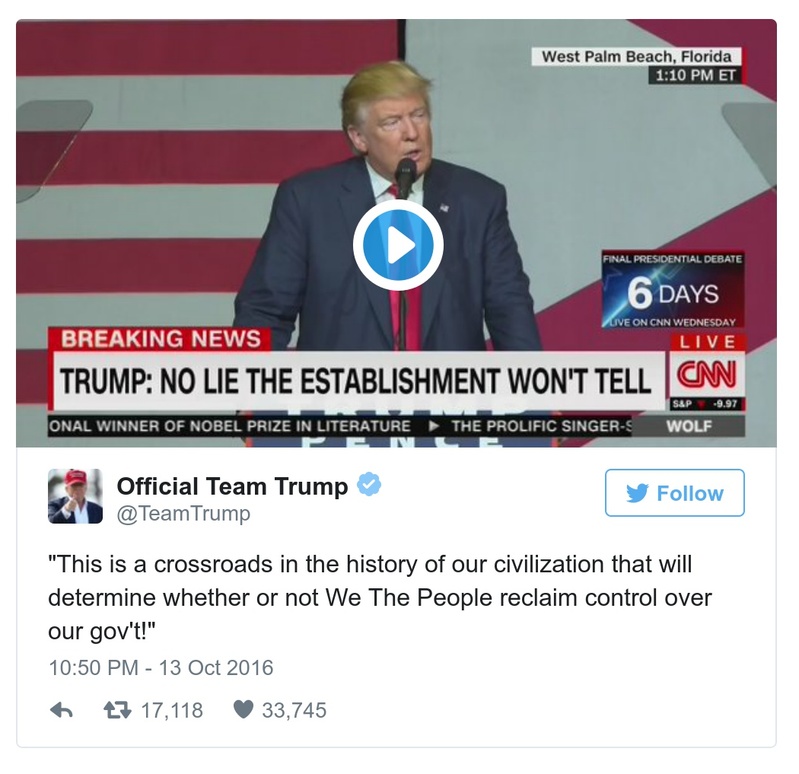 West Palm Beach, Florida
1:10 PM ET
FINAL PRESIDENTIAL DEBATE
6 DAYS
LIVE ON CNN WEDNESDAY
BREAKING NEWS
LIVE
TRUMP: NO LIE THE ESTABLISHMENT WON'T TELL
CNN
S&P -9.97
TRUMP
ONAL WINNER OF NOBEL PRIZE IN LITERATURE ▶ THE PROLIFIC SINGER-S
WOLF
PENCE
Official Team Trump
@TeamTrump
Follow
"This is a crossroads in the history of our civilization that will
determine whether or not We The People reclaim control over
our gov't!"
10:50 PM - 13 Oct 2016
17,118 33,745